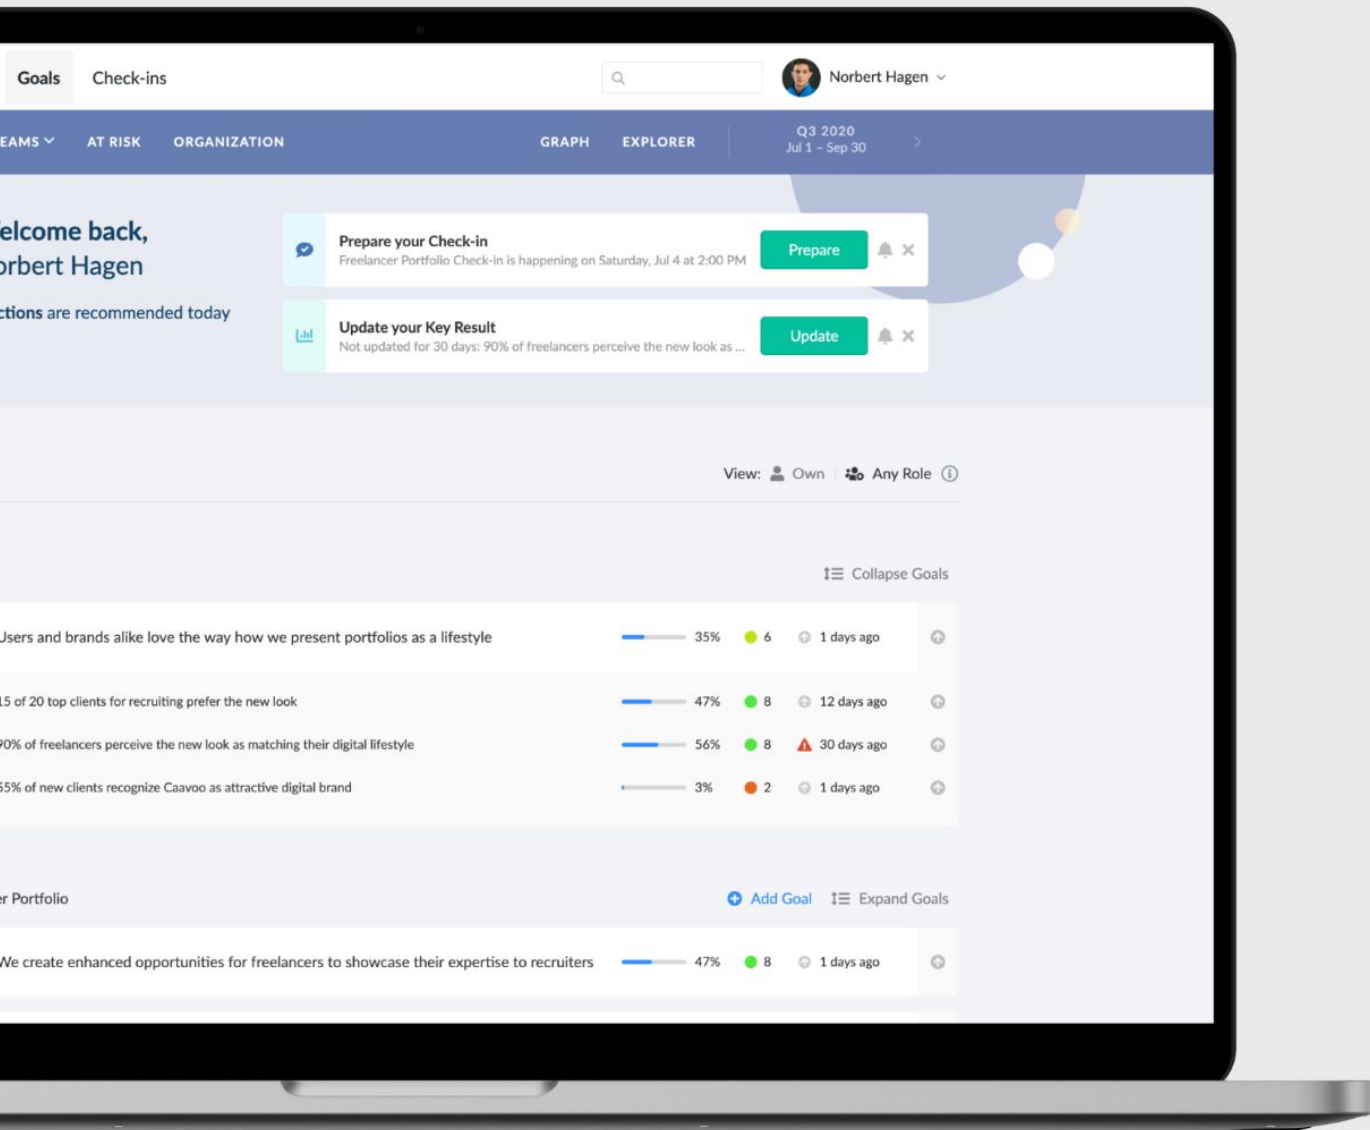 Goals Check-ins Norbert Hagen
EAMS AT RISK ORGANIZATION GRAPH EXPLORER Q3 2020
Jul 1 – Sep 30
elcome back,
orbert Hagen
ctions are recommended today
Prepare your Check-in
Freelancer Portfolio Check-in is happening on Saturday, Jul 4 at 2:00 PM
Prepare
Update your Key Result
Not updated for 30 days: 90% of freelancers perceive the new look as ...
Update
View: Own Any Role
Collapse Goals
Users and brands alike love the way how we present portfolios as a lifestyle 35% 6 1 days ago
15 of 20 top clients for recruiting prefer the new look 47% 8 12 days ago
90% of freelancers perceive the new look as matching their digital lifestyle 56% 8 30 days ago
55% of new clients recognize Caavoo as attractive digital brand 3% 2 1 days ago
er Portfolio Add Goal Expand Goals
We create enhanced opportunities for freelancers to showcase their expertise to recruiters 47% 8 1 days ago